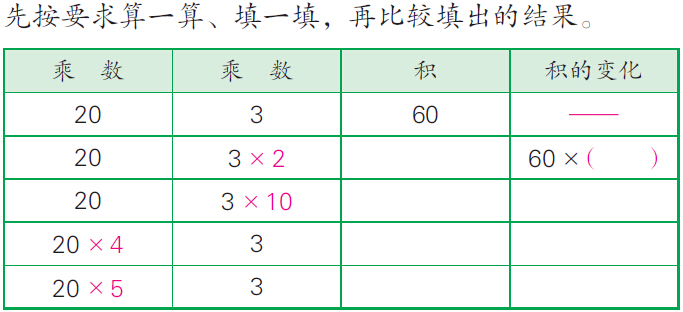 先按要求算一算、填一填，再比较填出的结果。
乘 数 乘 数 积 积的变化
20 3 60 ——
20 3 × 2 60 ×（ ）
20 3 × 10
20 × 4 3
20 × 5 3